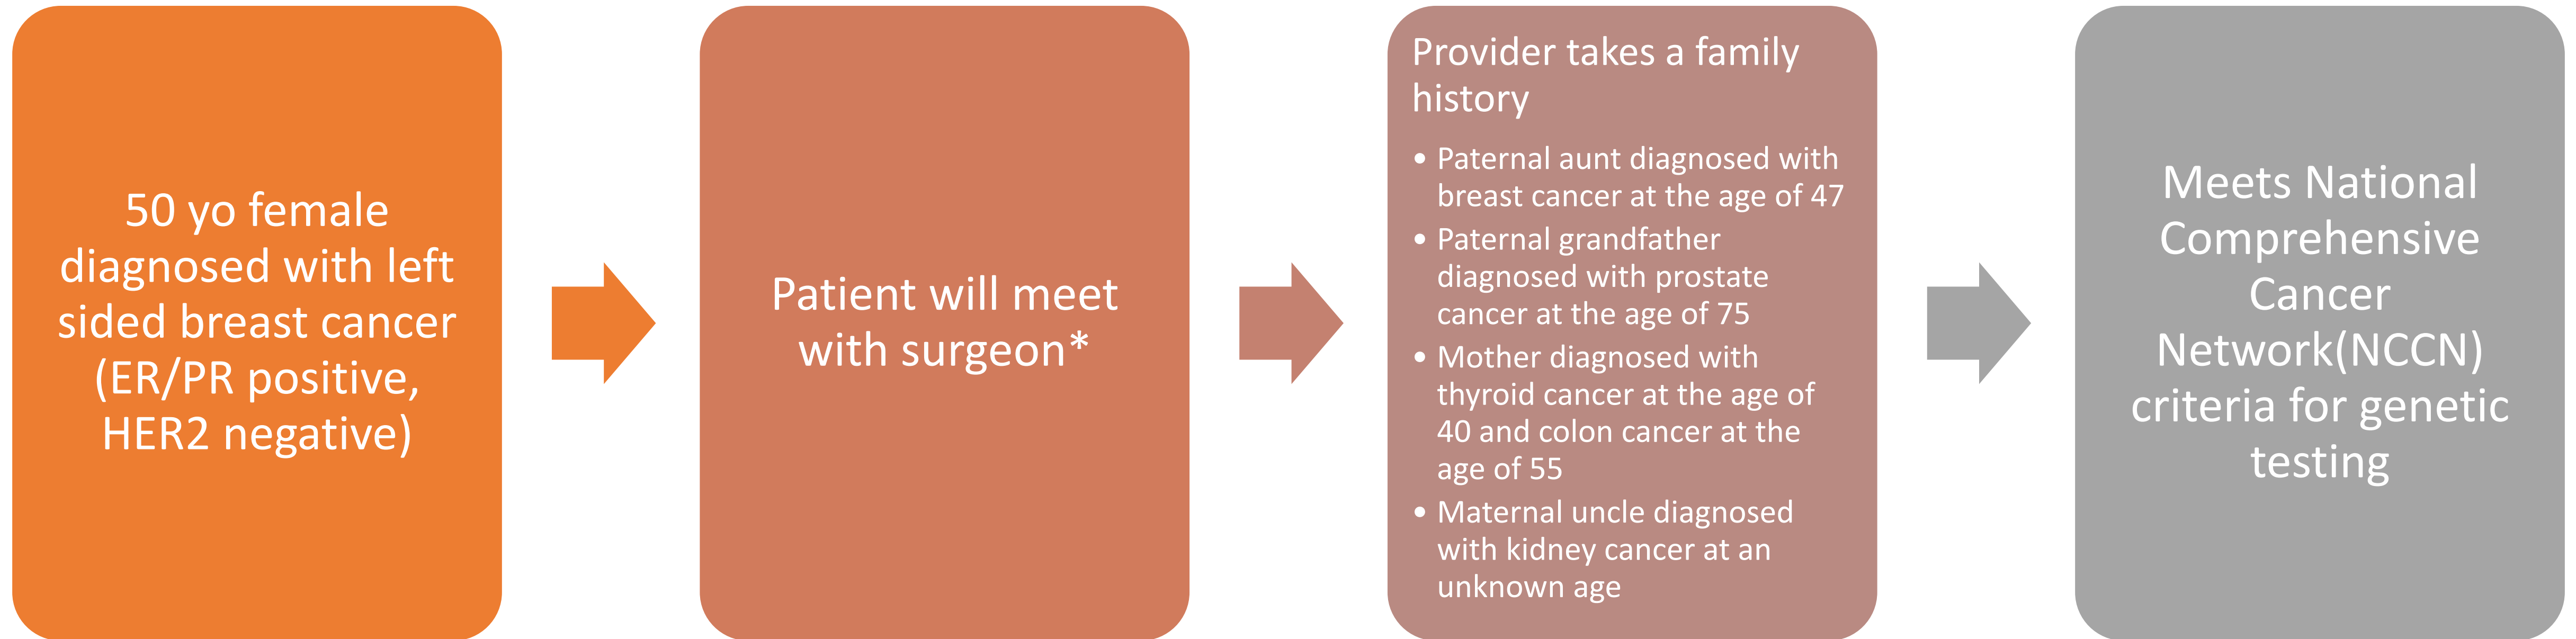 50 yo female
diagnosed with left
sided breast cancer
(ER/PR positive,
HER2 negative)
Patient will meet
with surgeon*
Provider takes a family
history
• Paternal aunt diagnosed with
breast cancer at the age of 47
• Paternal grandfather
diagnosed with prostate
cancer at the age of 75
• Mother diagnosed with
thyroid cancer at the age of
40 and colon cancer at the
age of 55
• Maternal uncle diagnosed
with kidney cancer at an
unknown age
Meets National
Comprehensive
Cancer
Network(NCCN)
criteria for genetic
testing